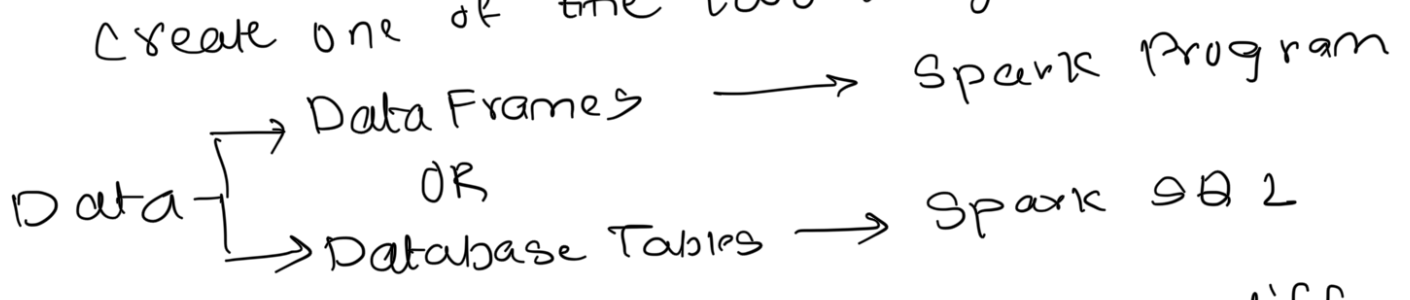 Create one of the
Data Frames → Spark Program
OR
Data
Database Tables → Spark SQL